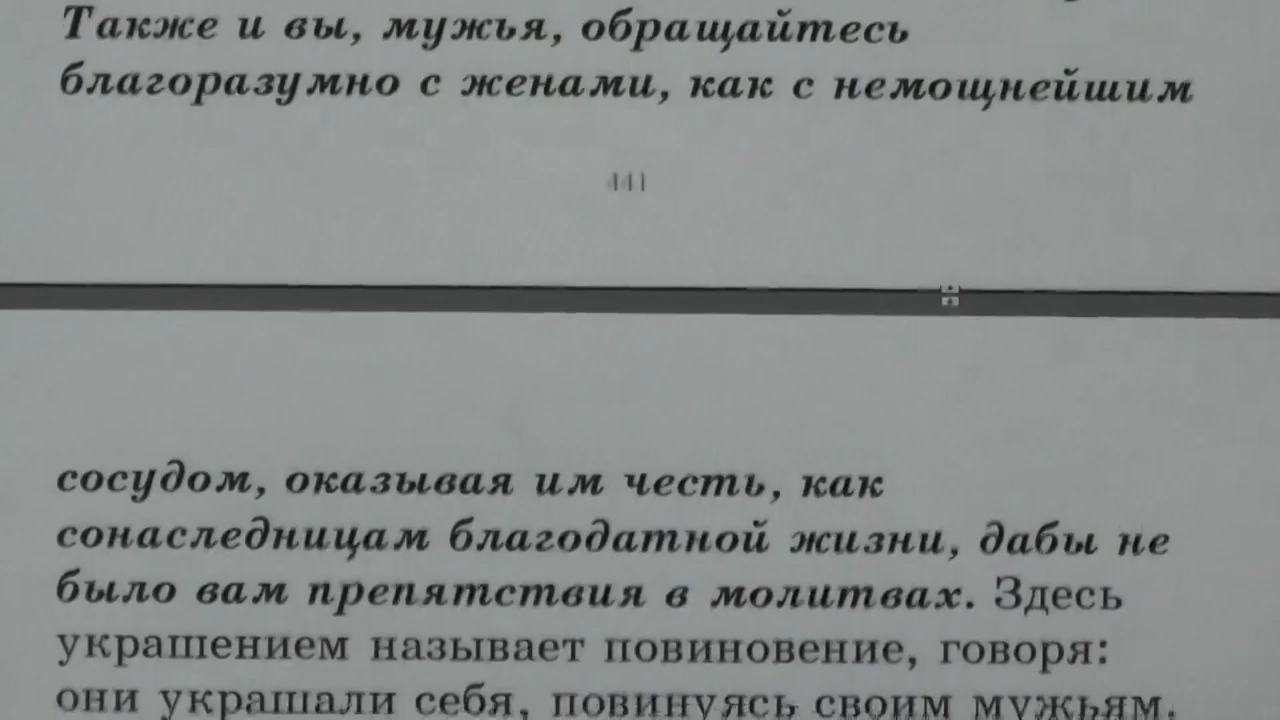 Также и вы, мужья, обращайтесь
благоразумно с женами, как с немощнейшим
441
сосудом, оказывая им честь, как
сонаследницам благодатной жизни, дабы не
было вам препятствия в молитвах. Здесь
украшением называет повиновение, говоря:
они украшали себя, повинуясь своим мужьям.